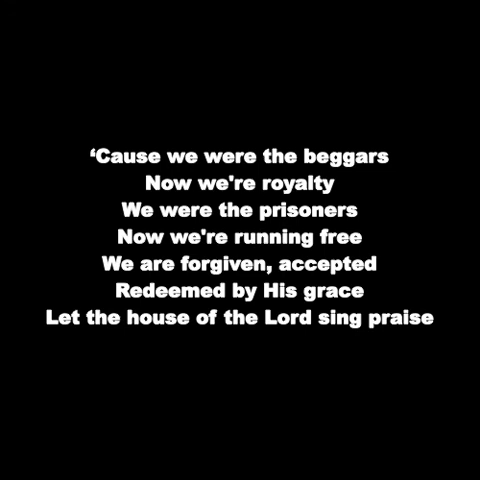 ‘Cause we were the beggars
Now we're royalty
We were the prisoners
Now we're running free
We are forgiven, accepted
Redeemed by His grace
Let the house of the Lord sing praise